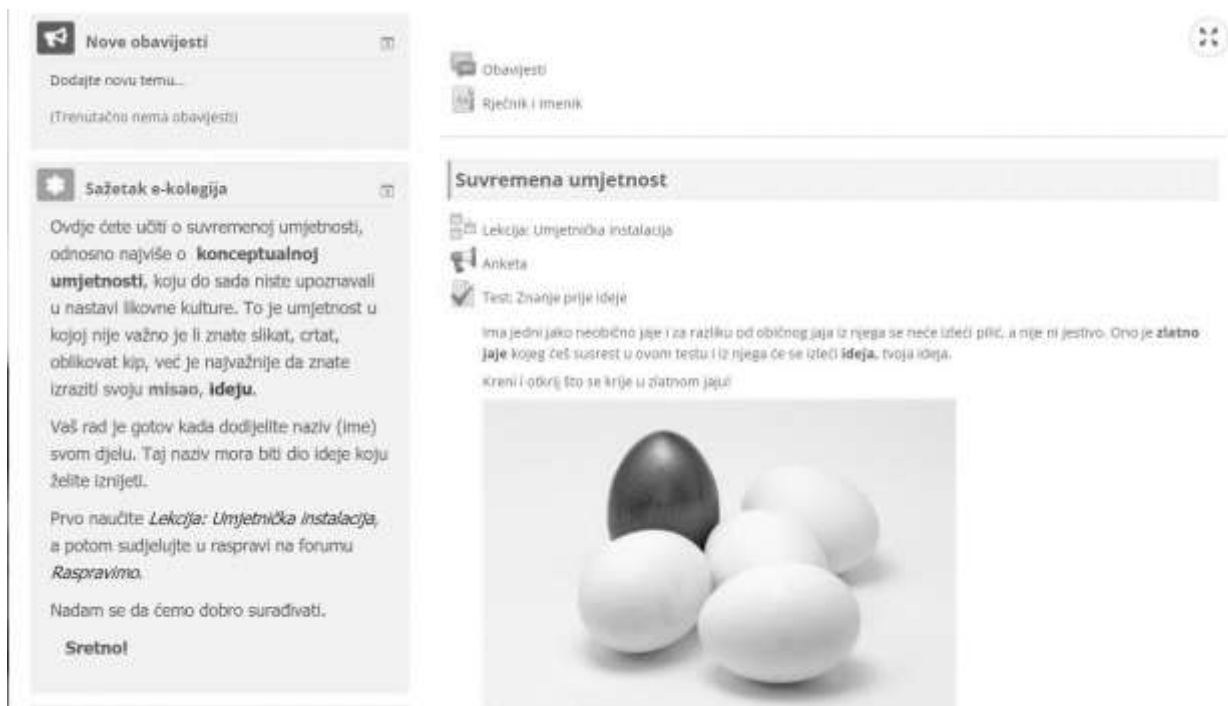 Nove obavijesti
Dodajte novu temu...
(Trenutačno nema obavijesti)
Sažetak e-kolegija
Ovdje ćete učiti o suvremenoj umjetnosti,
odnosno najviše o konceptualnoj
umjetnosti, koju do sada niste upoznavali
u nastavi likovne kulture. To je umjetnost u
kojoj nije važno je li znate slikat, crtat,
oblikovat kip, već je najvažnije da znate
izraziti svoju misao, ideju.
Vaš rad je gotov kada dodijelite naziv (ime)
svom djelu. Taj naziv mora biti dio ideje koju
želite iznijeti.
Prvo naučite Lekcija: Umjetnička instalacija,
a potom sudjelujte u raspravi na forumu
Raspravimo.
Nadam se da ćemo dobro surađivati.
Sretno!
Obavijesti
Rječnik i imenik
Suvremena umjetnost
Lekcija: Umjetnička instalacija
Anketa
Test: Znanje prije ideje
Ima jedni jako neobično jaje i za razliku od običnog jaja iz njega se neće izleći pilić, a nije ni jestivo. Ono je zlatno
jaje kojeg ćeš susrest u ovom testu i iz njega će se izleći ideja, tvoja ideja.
Kreni i otkrij što se krije u zlatnom jaju!